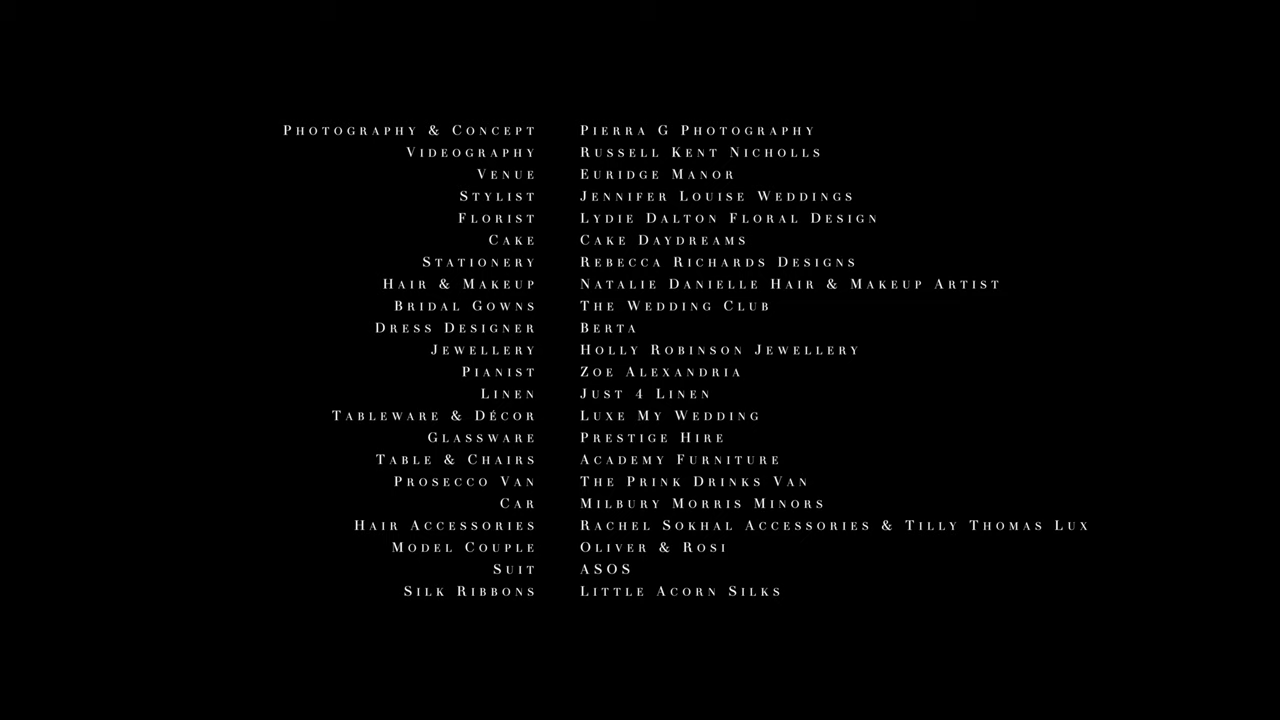 Photography & Concept Pierra G Photography
Videography Russell Kent Nicholls
Venue Euridge Manor
Stylist Jennifer Louise Weddings
Florist Lydie Dalton Floral Design
Cake Cake Daydreams
Stationery Rebecca Richards Designs
Hair & Makeup Natalie Danielle Hair & Makeup Artist
Bridal Gowns The Wedding Club
Dress Designer Berta
Jewellery Holly Robinson Jewellery
Pianist Zoe Alexandria
Linen Just 4 Linen
Tableware & Décor Luxe My Wedding
Glassware Prestige Hire
Table & Chairs Academy Furniture
Prosecco Van The Prink Drinks Van
Car Milbury Morris Minors
Hair Accessories Rachel Sokhal Accessories & Tilly Thomas Lux
Model Couple Oliver & Rosi
Suit ASOS
Silk Ribbons Little Acorn Silks